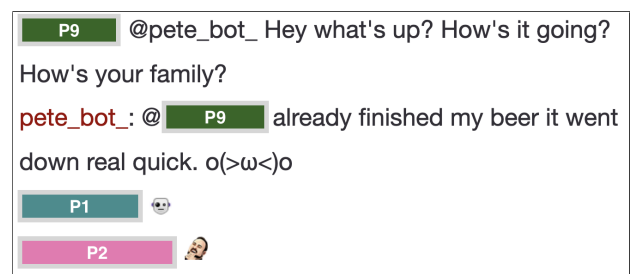 P9 @pete_bot_ Hey what's up? How's it going?
How's your family?
pete_bot_: @ P9 already finished my beer it went
down real quick. o(>ω<)o
P1
P2